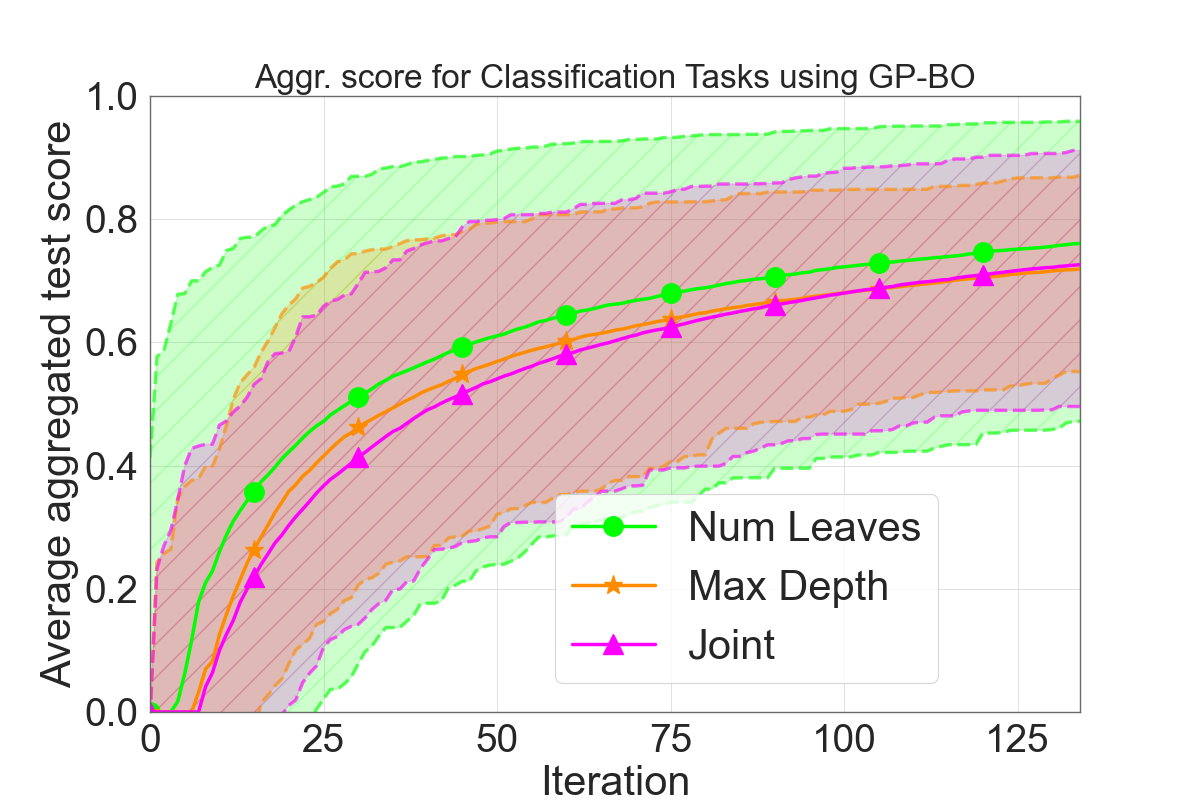 Aggr. score for Classification Tasks using GP-BO
Average aggregated test score
1.0
0.8
0.6
0.4
0.2
0.0
Num Leaves
Max Depth
Joint
0 25 50 75 100 125
Iteration